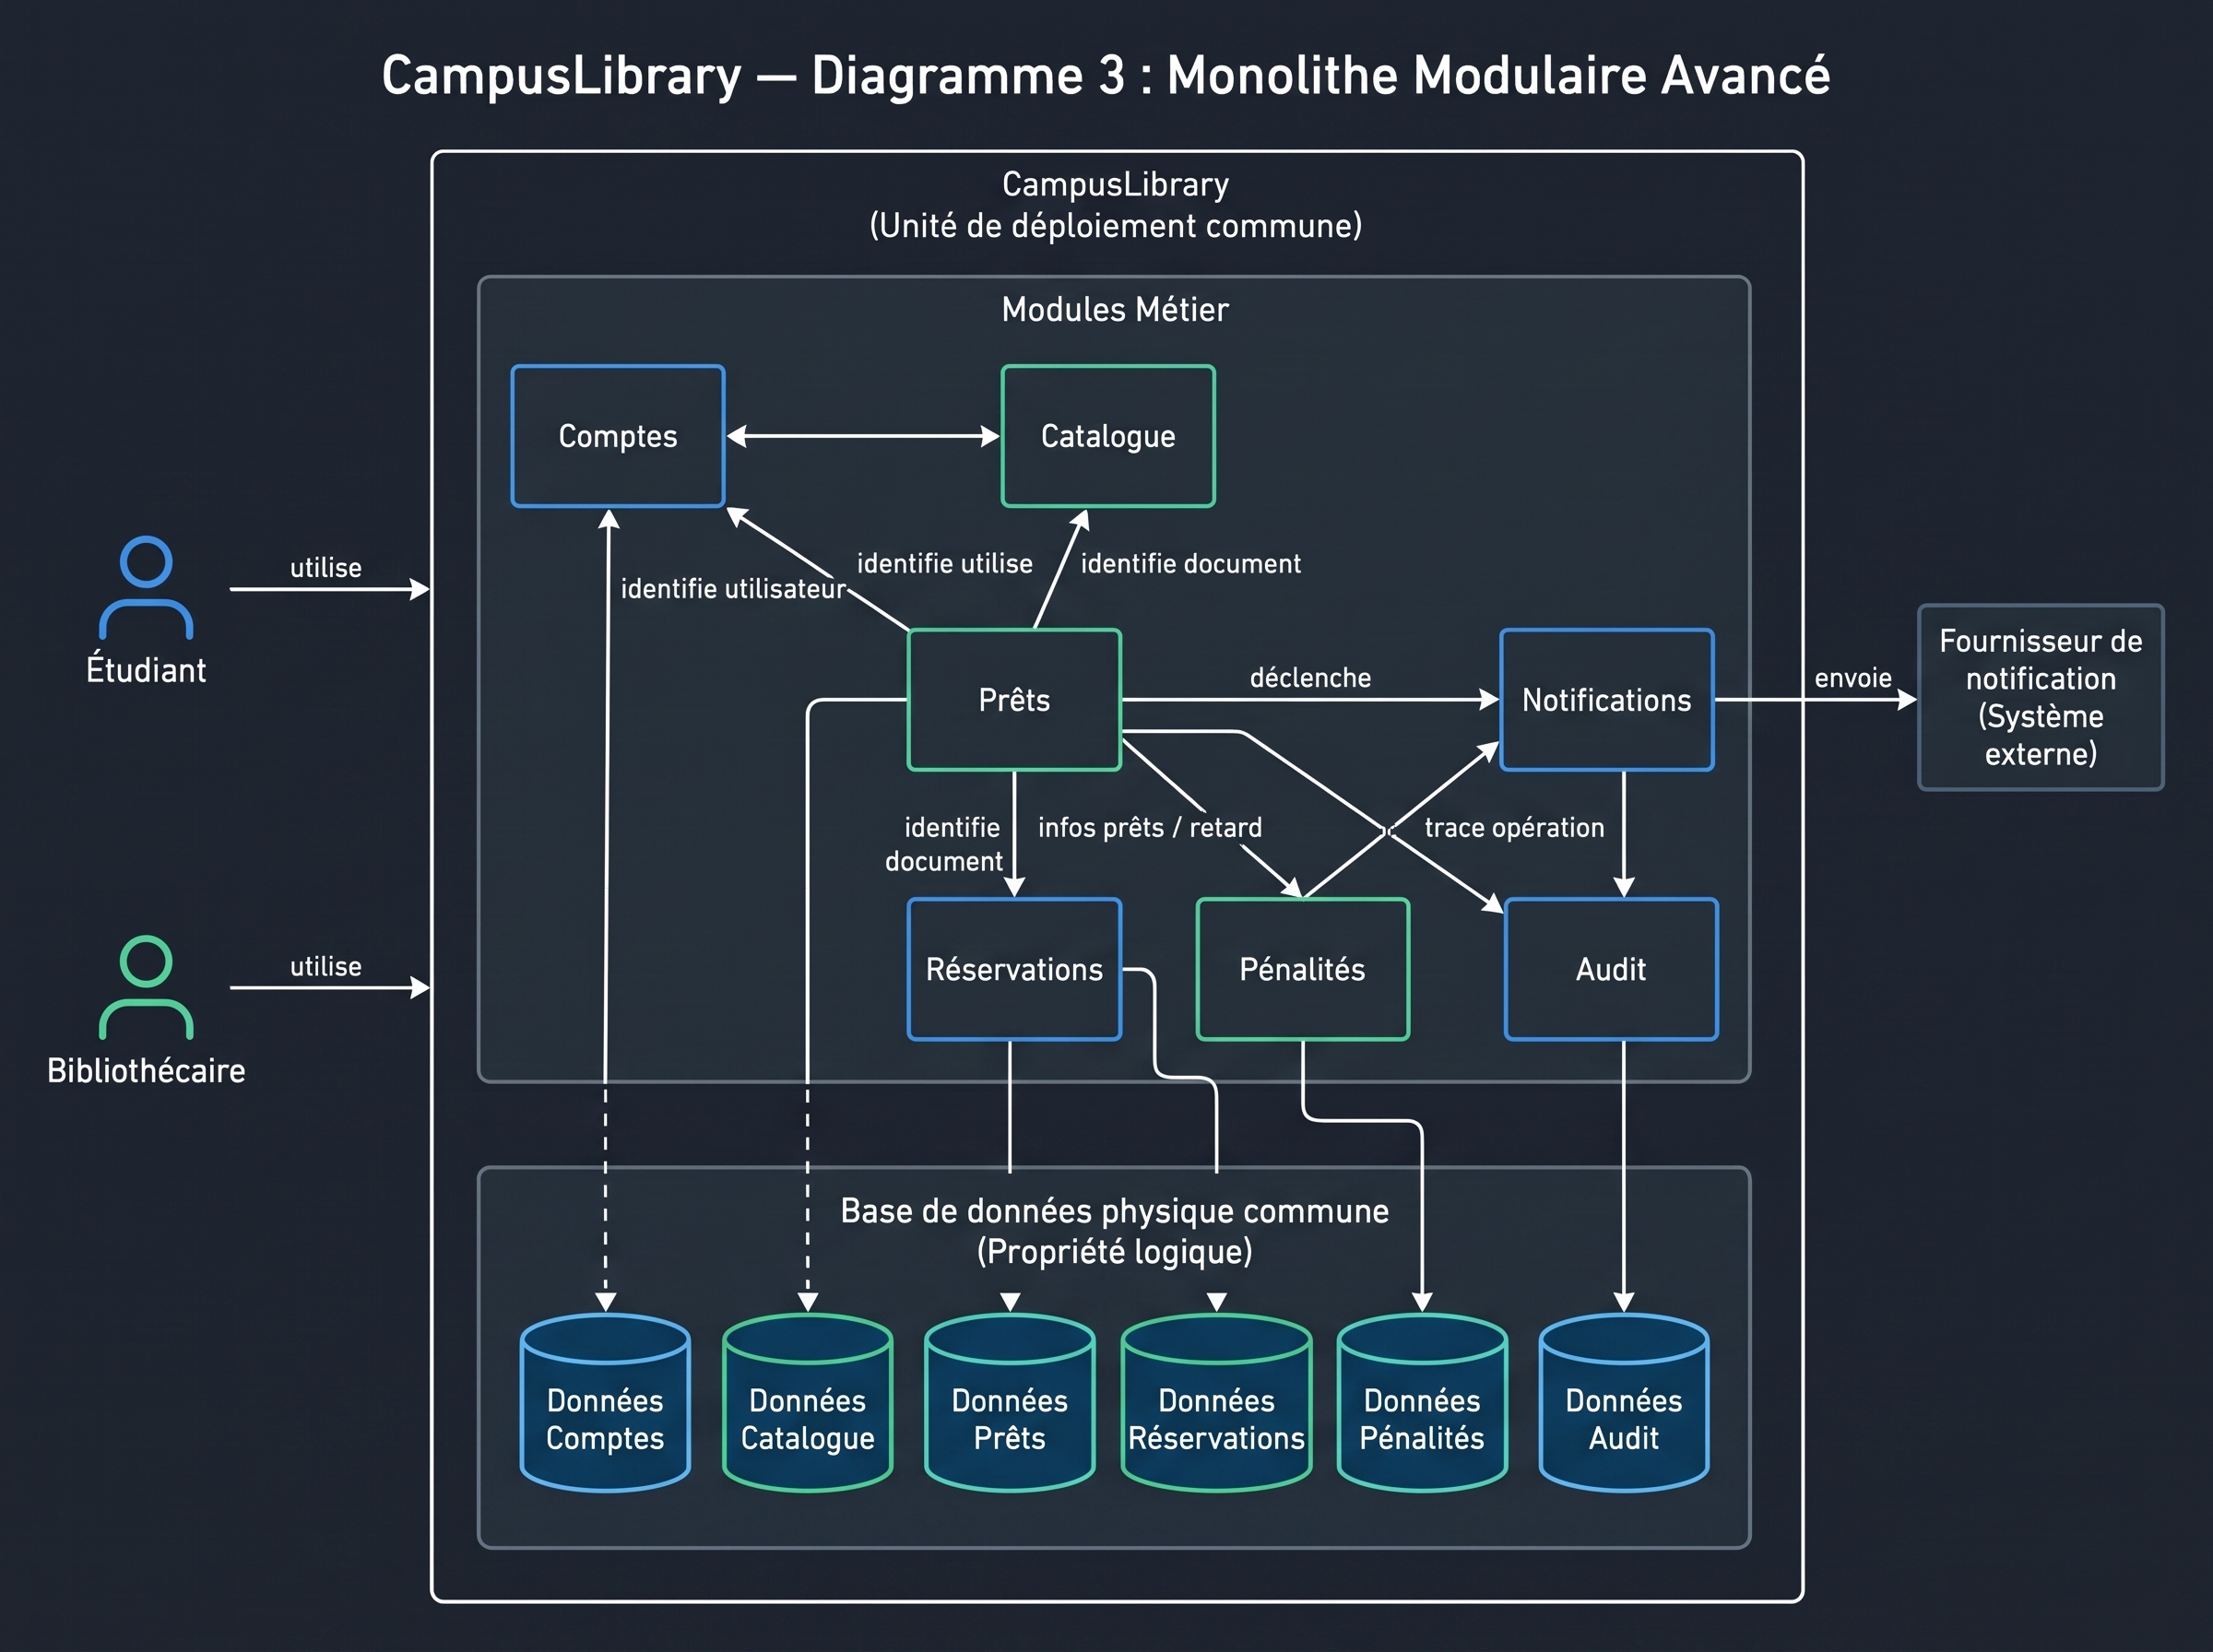 CampusLibrary — Diagramme 3 : Monolithe Modulaire Avancé
CampusLibrary
(Unité de déploiement commune)
Modules Métier
Comptes
Catalogue
utilise
Étudiant
identifie utilise
identifie document
identifie utilisateur
Prêts
déclenche
Notifications
envoie
Fournisseur de
notification
(Système
externe)
identifie
document
infos prêts / retard
trace opération
utilise
Bibliothécaire
Réservations
Pénalités
Audit
Base de données physique commune
(Propriété logique)
Données
Comptes
Données
Catalogue
Données
Prêts
Données
Réservations
Données
Pénalités
Données
Audit